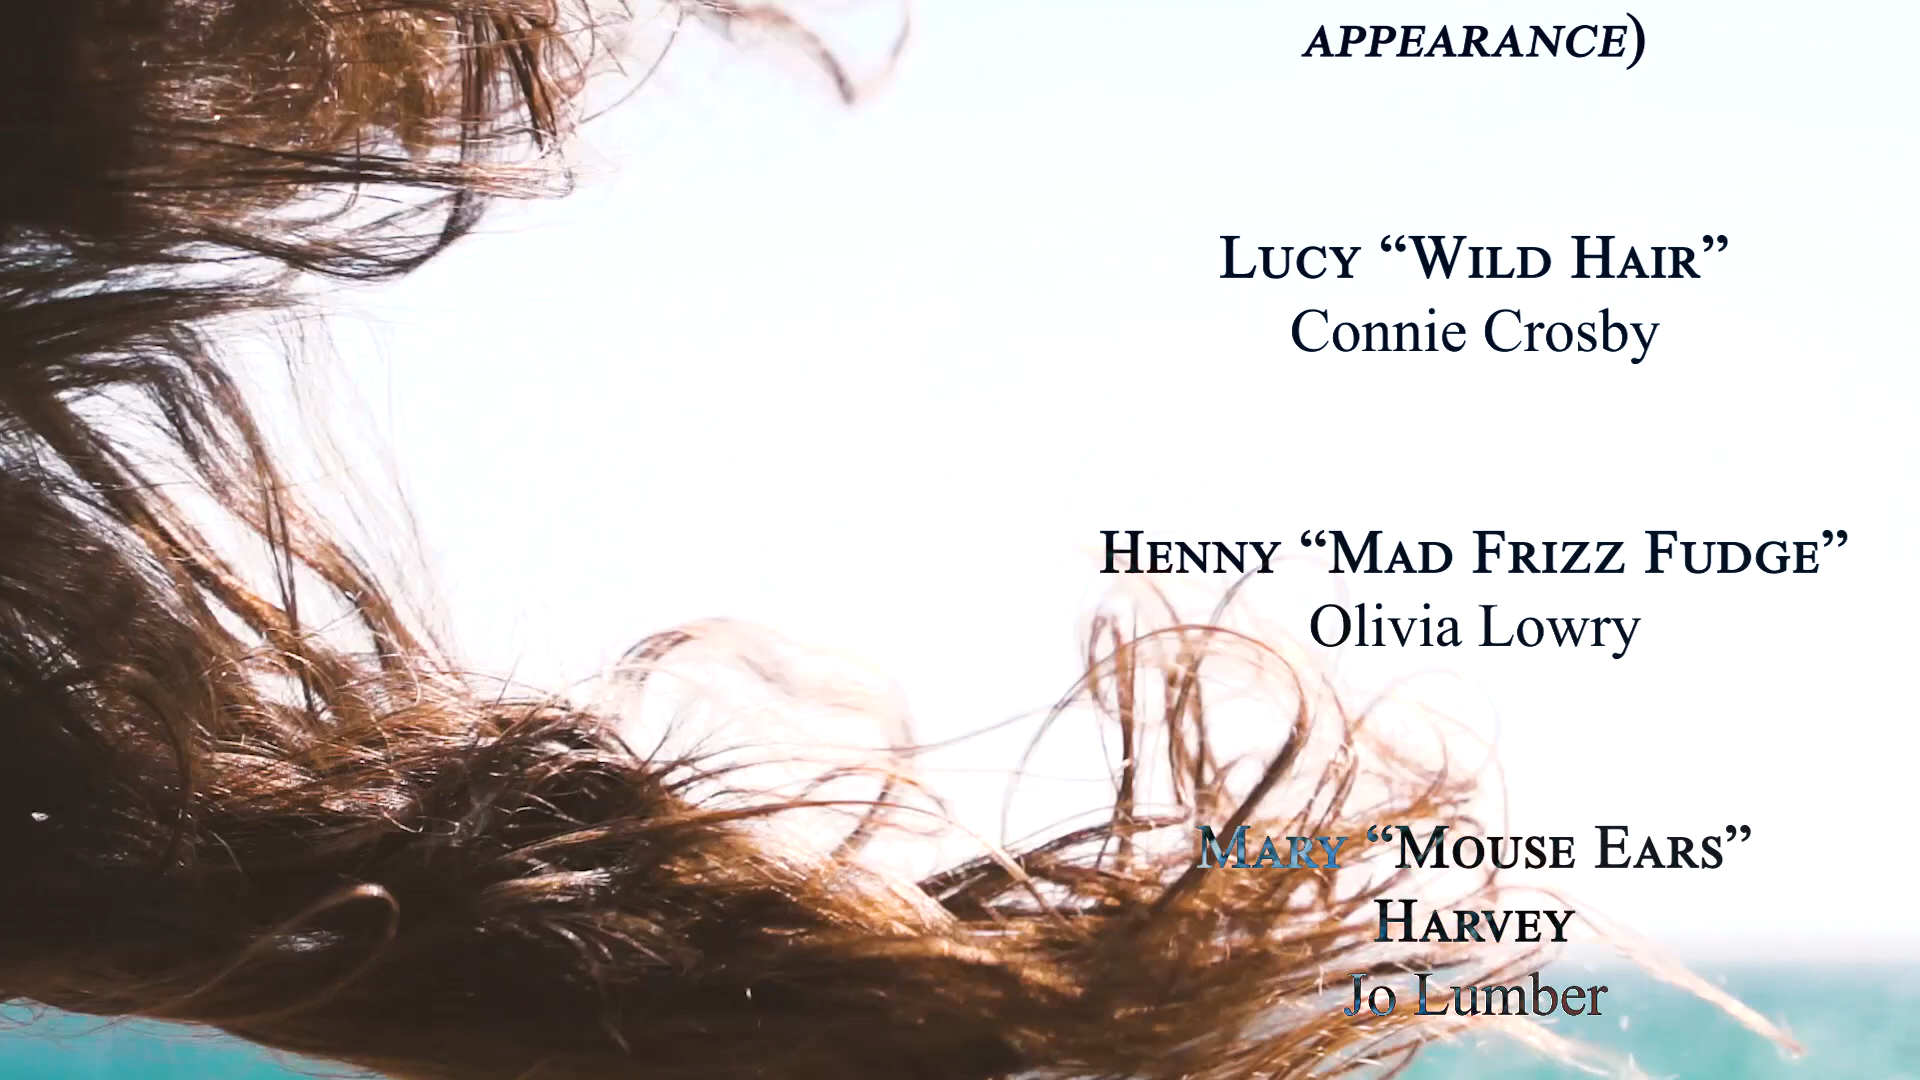 APPEARANCE)
LUCY “WILD HAIR”
Connie Crosby
HENNY “MAD FRIZZ FUDGE”
Olivia Lowry
MARY “MOUSE EARS”
HARVEY
Jo Lumber